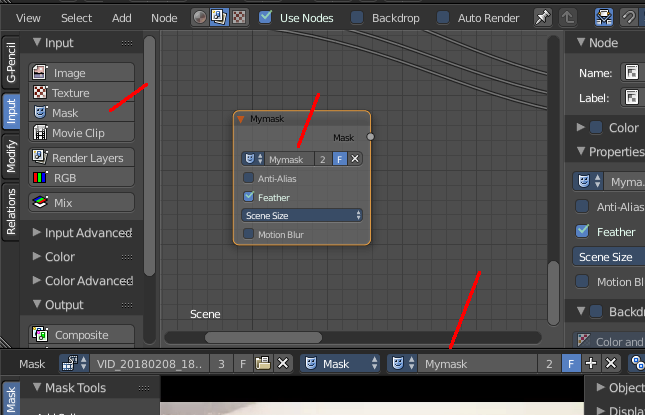 View Select Add Node Use Nodes Backdrop Auto Render
G-Pencil
Input
Modify
Relations
Input
Image
Texture
Mask
Movie Clip
Render Layers
RGB
Mix
Input Advanced
Color
Color Advanced
Output
Composite
Mymask
Mask
Mymask 2 F
Anti-Alias
Feather
Scene Size
Motion Blur
Scene
Node
Name:
Label:
Color
Properties
Myma..
Anti-Alias
Feather
Scene Size
Motion Bl
Backdr
Color and
Mask VID_20180208_18.. 3 F Mask Mymask 2 F
Mask
Mask Tools
Object
Display